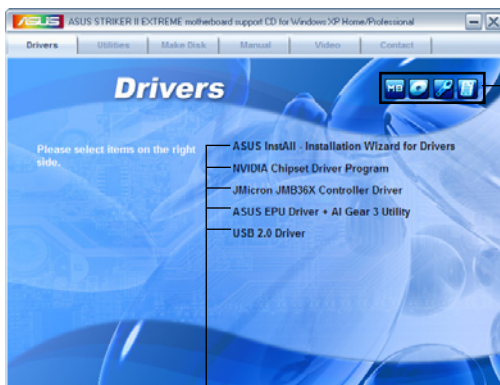 ASUS ASUS STRIKER II EXTREME motherboard support CD for Windows XP Home/Professional
Drivers Utilities Make Disk Manual Video Contact
Drivers
MB
Please select items on the right
side.
ASUS InstAll - Installation Wizard for Drivers
NVIDIA Chipset Driver Program
JMicron JMB36X Controller Driver
ASUS EPU Driver + AI Gear 3 Utility
USB 2.0 Driver